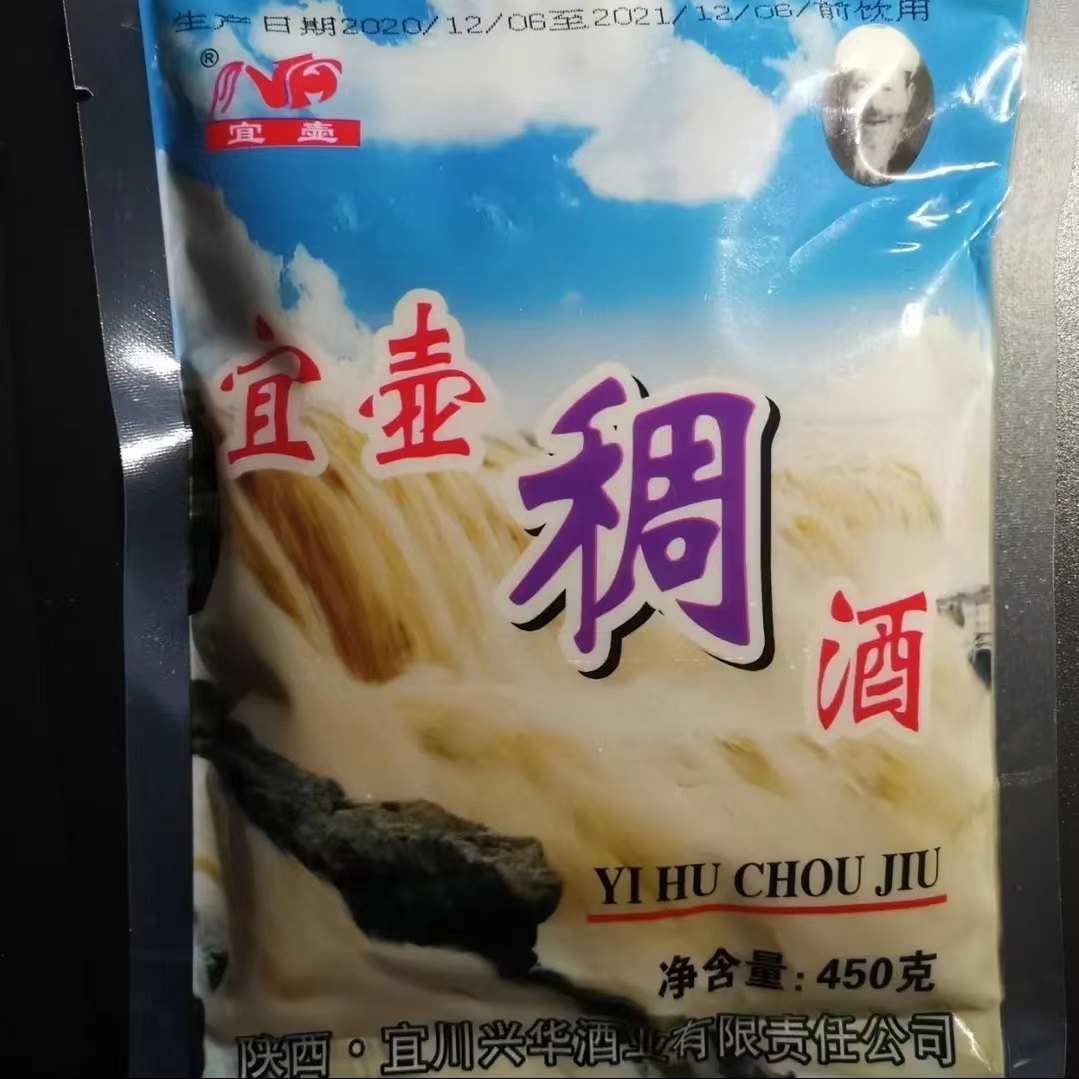 生产日期2020/12/06至2021/12/06/前饮用
®
宜壶
宜壶稠酒
YI HU CHOU JIU
净含量:450克
陕西·宜川兴华酒业有限责任公司